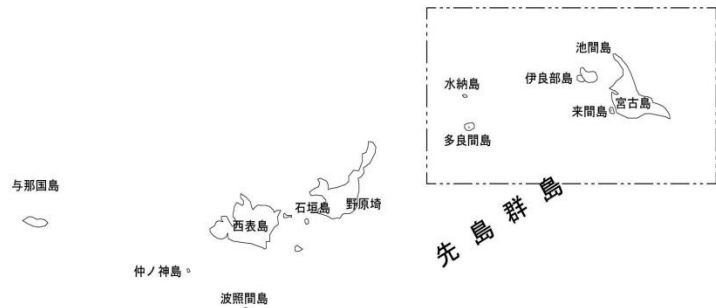 池間島
伊良部島
水納島
宮古島
来間島
多良間島
与那国島
石垣島
野原埼
西表島
先島群島
仲ノ神島
波照間島